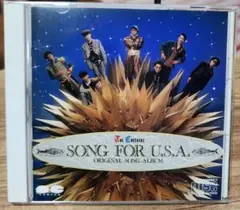 The Checkers
SONG FOR U.S.A.
ORIGINAL SONG ALBUM